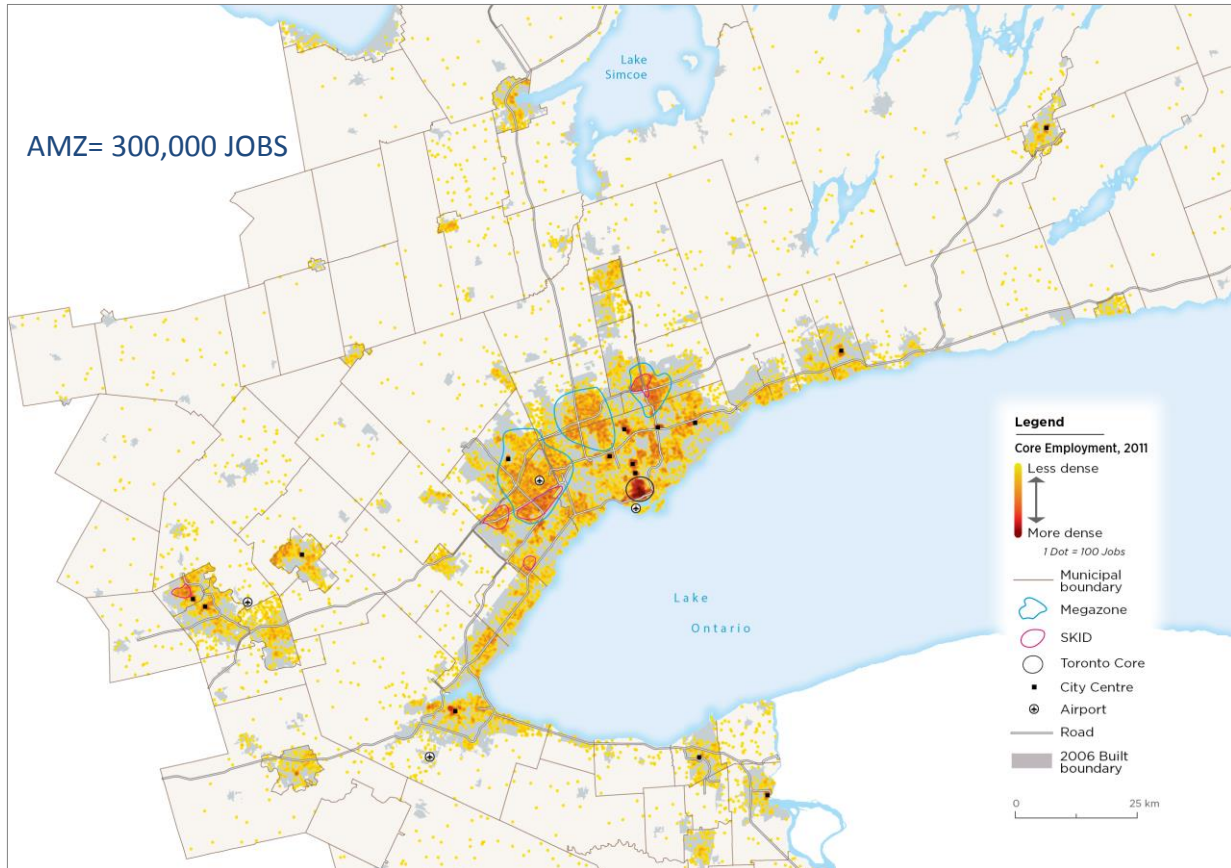 Lake
Simcoe
AMZ= 300,000 JOBS
Lake
Ontario
Legend
Core Employment, 2011
Less dense
More dense
1 Dot = 100 Jobs
Municipal
boundary
Megazone
SKID
Toronto Core
City Centre
Airport
Road
2006 Built
boundary
0 25 km